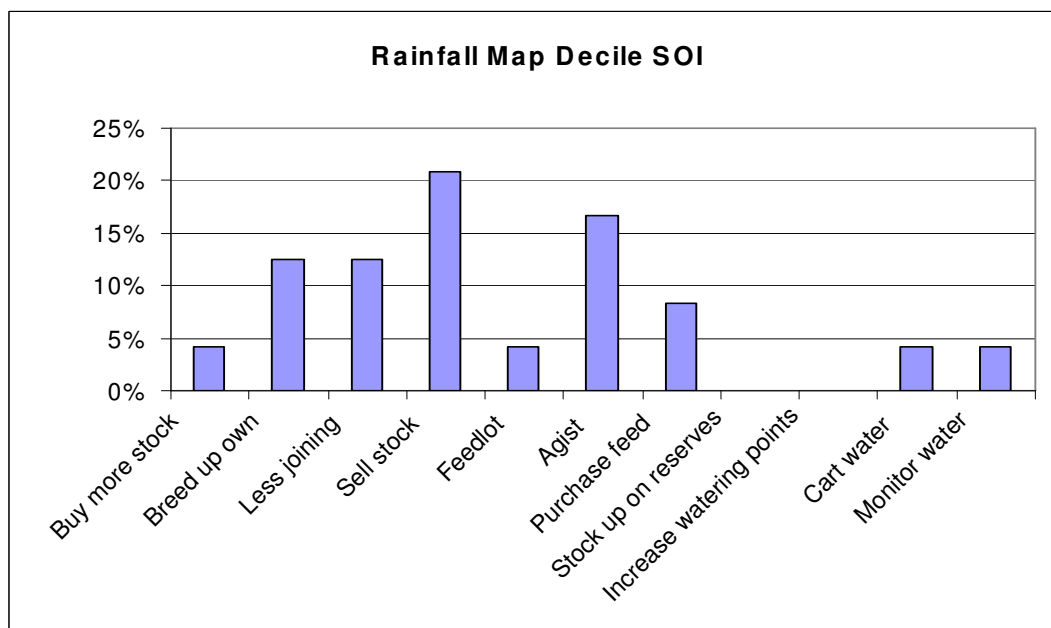 Rainfall Map Decile SOI
25%
20%
15%
10%
5%
0%
Buy more stock
Breed up own
Less joining
Sell stock
Feedlot
Agist
Purchase feed
Stock up on reserves
Increase watering points
Cart water
Monitor water